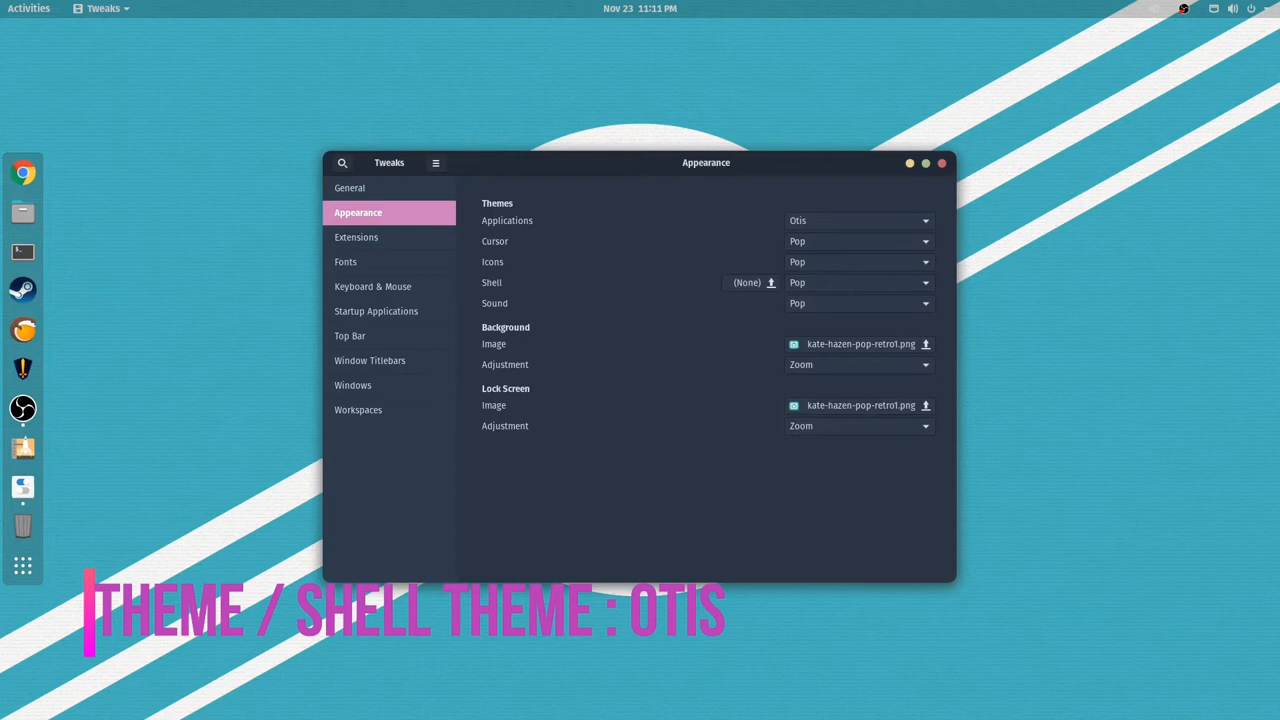 Activities
Tweaks
Nov 23 11:11 PM
Tweaks
Appearance
General
Appearance
Extensions
Fonts
Keyboard & Mouse
Startup Applications
Top Bar
Window Titlebars
Windows
Workspaces
Themes
Applications Otis
Cursor Pop
Icons Pop
Shell (None) Pop
Sound Pop
Background
Image kate-hazen-pop-retro1.png
Adjustment Zoom
Lock Screen
Image kate-hazen-pop-retro1.png
Adjustment Zoom
THEME / SHELL THEME : OTIS